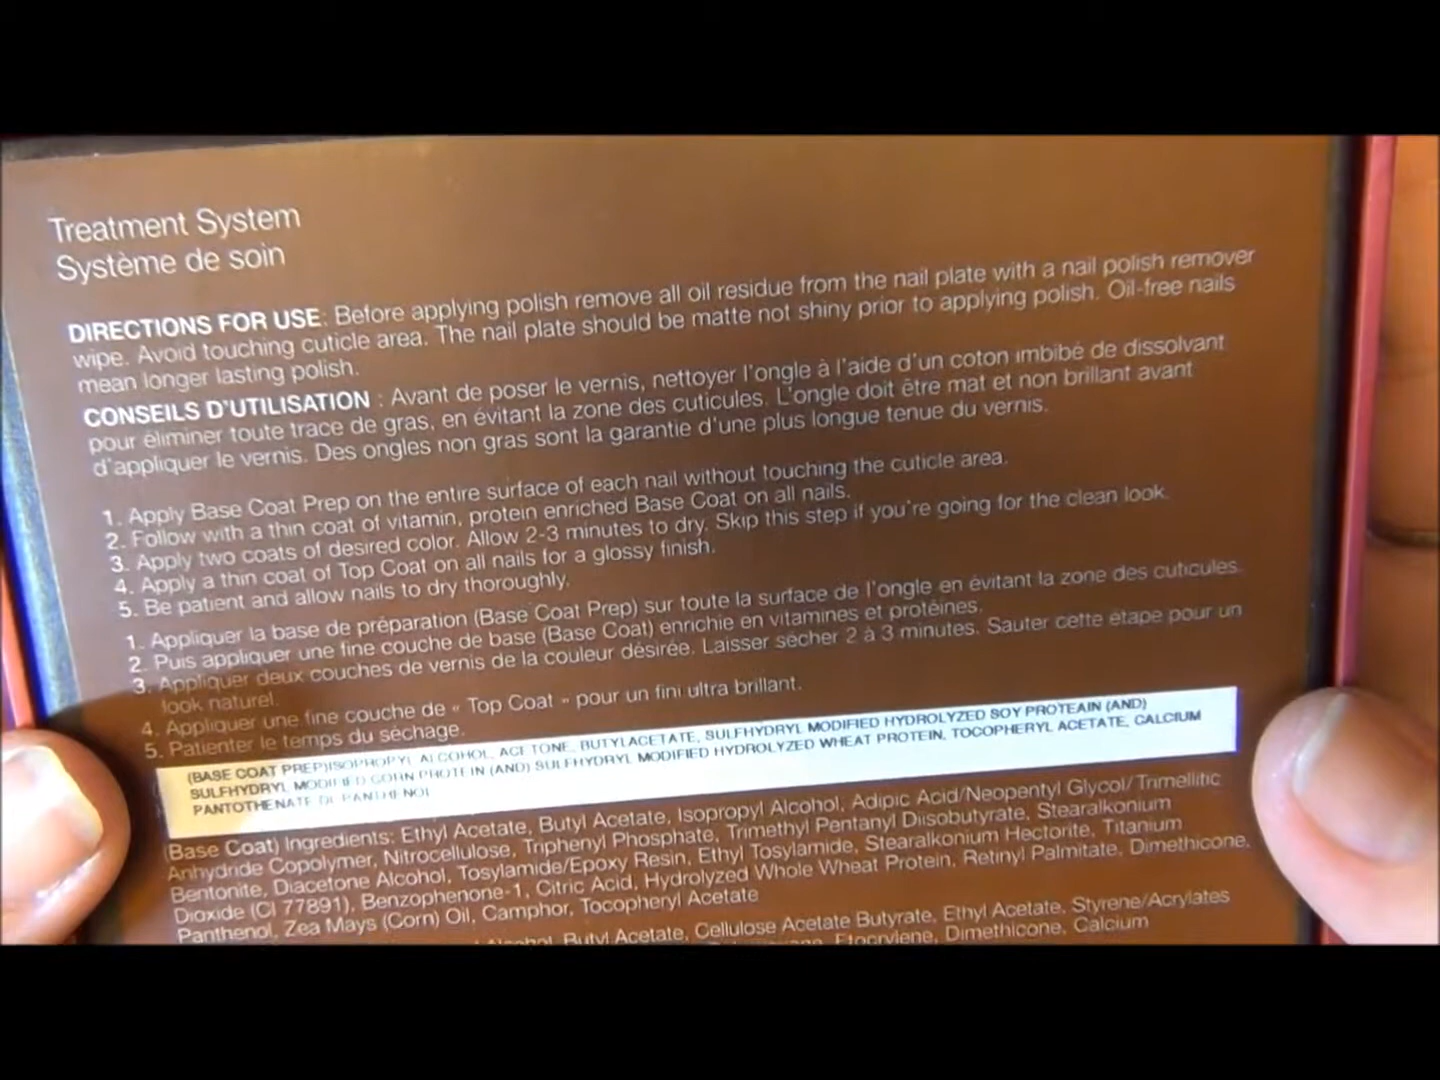 Treatment System
Système de soin
DIRECTIONS FOR USE: Before applying polish remove all oil residue from the nail plate with a nail polish remover
wipe. Avoid touching cuticle area. The nail plate should be matte not shiny prior to applying polish. Oil-free nails
mean longer lasting polish.
CONSEILS D'UTILISATION : Avant de poser le vernis, nettoyer l'ongle à l'aide d'un coton imbibé de dissolvant
pour éliminer toute trace de gras, en évitant la zone des cuticules. L'ongle doit être mat et non brillant avant
d'appliquer le vernis. Des ongles non gras sont la garantie d'une plus longue tenue du vernis.
1. Apply Base Coat Prep on the entire surface of each nail without touching the cuticle area.
2. Follow with a thin coat of vitamin, protein enriched Base Coat on all nails.
3. Apply two coats of desired color. Allow 2-3 minutes to dry. Skip this step if you're going for the clean look.
4. Apply a thin coat of Top Coat on all nails for a glossy finish.
5. Be patient and allow nails to dry thoroughly.
1. Appliquer la base de préparation (Base Coat Prep) sur toute la surface de l'ongle en évitant la zone des cuticules.
2. Puis appliquer une fine couche de base (Base Coat) enrichie en vitamines et protéines.
3. Appliquer deux couches de vernis de la couleur désirée. Laisser sécher 2 à 3 minutes. Sauter cette étape pour un
look naturel.
4. Appliquer une fine couche de « Top Coat » pour un fini ultra brillant.
5. Patienter le temps du séchage.
(BASE COAT PREP)ISOPROPYL ALCOHOL, ACETONE, BUTYLACETATE, SULFHYDRYL MODIFIED HYDROLYZED SOY PROTEAIN (AND)
SULFHYDRYL MODIFIED CORN PROTEIN (AND) SULFHYDRYL MODIFIED HYDROLYZED WHEAT PROTEIN, TOCOPHERYL ACETATE, CALCIUM
PANTOTHENATE DL PANTHENOL
(Base Coat) Ingredients: Ethyl Acetate, Butyl Acetate, Isopropyl Alcohol, Adipic Acid/Neopentyl Glycol/Trimellitic
Anhydride Copolymer, Nitrocellulose, Triphenyl Phosphate, Trimethyl Pentanyl Diisobutyrate, Stearalkonium
Bentonite, Diacetone Alcohol, Tosylamide/Epoxy Resin, Ethyl Tosylamide, Stearalkonium Hectorite, Titanium
Dioxide (CI 77891), Benzophenone-1, Citric Acid, Hydrolyzed Whole Wheat Protein, Retinyl Palmitate, Dimethicone,
Panthenol, Zea Mays (Corn) Oil, Camphor, Tocopheryl Acetate
Butyl Acetate, Cellulose Acetate Butyrate, Ethyl Acetate, Styrene/Acrylates
Etocrylene, Dimethicone, Calcium